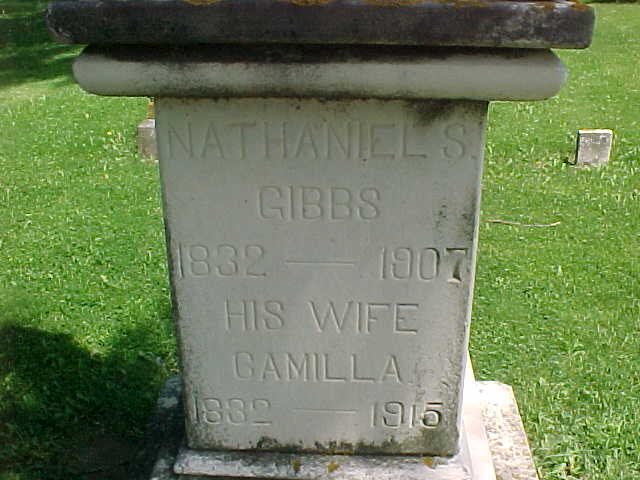 NATHANIEL S.
GIBBS
1832 — 1907
HIS WIFE
CAMILLA
1832 — 1915